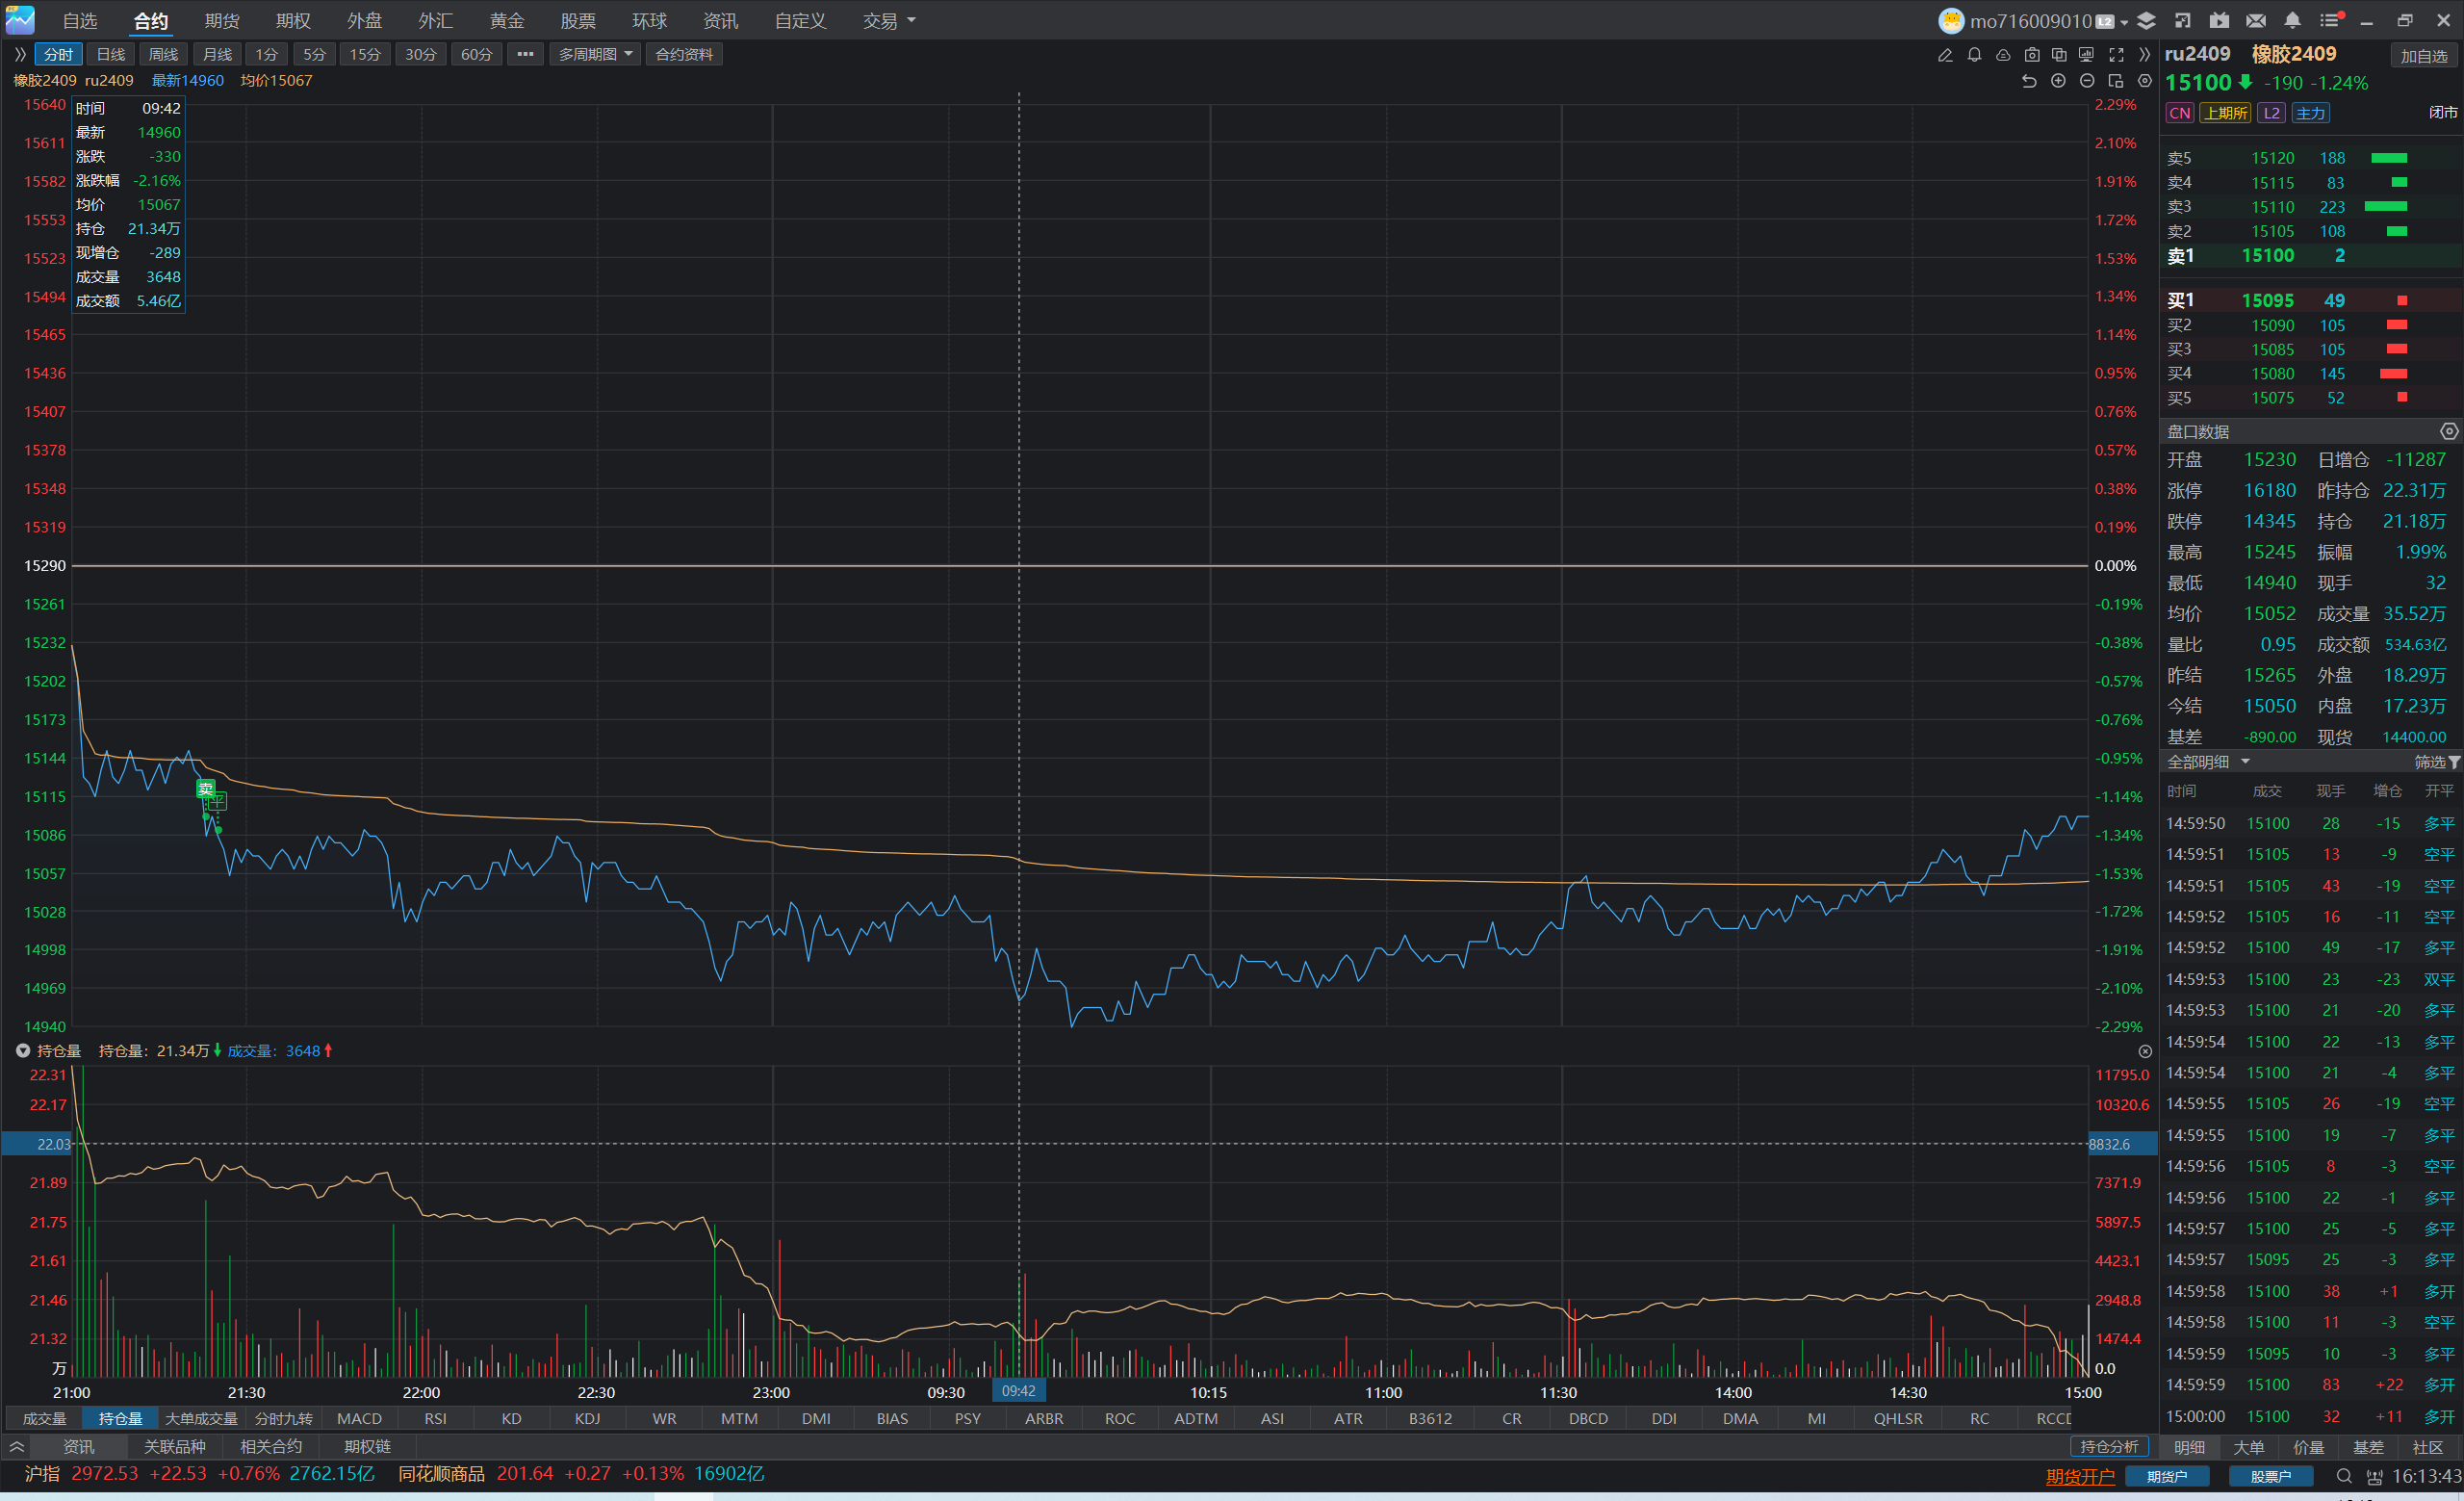 自选 合约 期货 期权 外盘 外汇 黄金 股票 环球 资讯 自定义 交易 mo716009010 L2
分时 日线 周线 月线 1分 5分 15分 30分 60分 ••• 多周期图 合约资料
橡胶2409 ru2409 最新14960 均价15067
时间 09:42
最新 14960
涨跌 -330
涨跌幅 -2.16%
均价 15067
持仓 21.34万
现增仓 -289
成交量 3648
成交额 5.46亿
15640 2.29%
15611 2.10%
15582 1.91%
15553 1.72%
15523 1.53%
15494 1.34%
15465 1.14%
15436 0.95%
15407 0.76%
15378 0.57%
15348 0.38%
15319 0.19%
15290 0.00%
15261 -0.19%
15232 -0.38%
15202 -0.57%
15173 -0.76%
15144 -0.95%
15115 -1.14%
15086 -1.34%
15057 -1.53%
15028 -1.72%
14998 -1.91%
14969 -2.10%
14940 -2.29%
卖
平
持仓量 持仓量: 21.34万 成交量: 3648
22.31 11795.0
22.17 10320.6
22.03 8832.6
21.89 7371.9
21.75 5897.5
21.61 4423.1
21.46 2948.8
21.32 1474.4
万 0.0
21:00 21:30 22:00 22:30 23:00 09:30 09:42 10:15 11:00 11:30 14:00 14:30 15:00
成交量 持仓量 大单成交量 分时九转 MACD RSI KD KDJ WR MTM DMI BIAS PSY ARBR ROC ADTM ASI ATR B3612 CR DBCD DDI DMA MI QHLSR RC RCCD
资讯 关联品种 相关合约 期权链 持仓分析
ru2409 橡胶2409 加自选
15100 -190 -1.24%
CN 上期所 L2 主力 闭市
卖5 15120 188
卖4 15115 83
卖3 15110 223
卖2 15105 108
卖1 15100 2
买1 15095 49
买2 15090 105
买3 15085 105
买4 15080 145
买5 15075 52
盘口数据
开盘 15230 日增仓 -11287
涨停 16180 昨持仓 22.31万
跌停 14345 持仓 21.18万
最高 15245 振幅 1.99%
最低 14940 现手 32
均价 15052 成交量 35.52万
量比 0.95 成交额 534.63亿
昨结 15265 外盘 18.29万
今结 15050 内盘 17.23万
基差 -890.00 现货 14400.00
全部明细 筛选
时间 成交 现手 增仓 开平
14:59:50 15100 28 -15 多平
14:59:51 15105 13 -9 空平
14:59:51 15105 43 -19 空平
14:59:52 15105 16 -11 空平
14:59:52 15100 49 -17 多平
14:59:53 15100 23 -23 双平
14:59:53 15100 21 -20 多平
14:59:54 15100 22 -13 多平
14:59:54 15100 21 -4 多平
14:59:55 15105 26 -19 空平
14:59:55 15100 19 -7 多平
14:59:56 15105 8 -3 空平
14:59:56 15100 22 -1 多平
14:59:57 15100 25 -5 多平
14:59:57 15095 25 -3 多平
14:59:58 15100 38 +1 多开
14:59:58 15100 11 -3 空平
14:59:59 15095 10 -3 多平
14:59:59 15100 83 +22 多开
15:00:00 15100 32 +11 多开
明细 大单 价量 基差 社区
沪指 2972.53 +22.53 +0.76% 2762.15亿 同花顺商品 201.64 +0.27 +0.13% 16902亿 期货开户 期货户 股票户 16:13:43